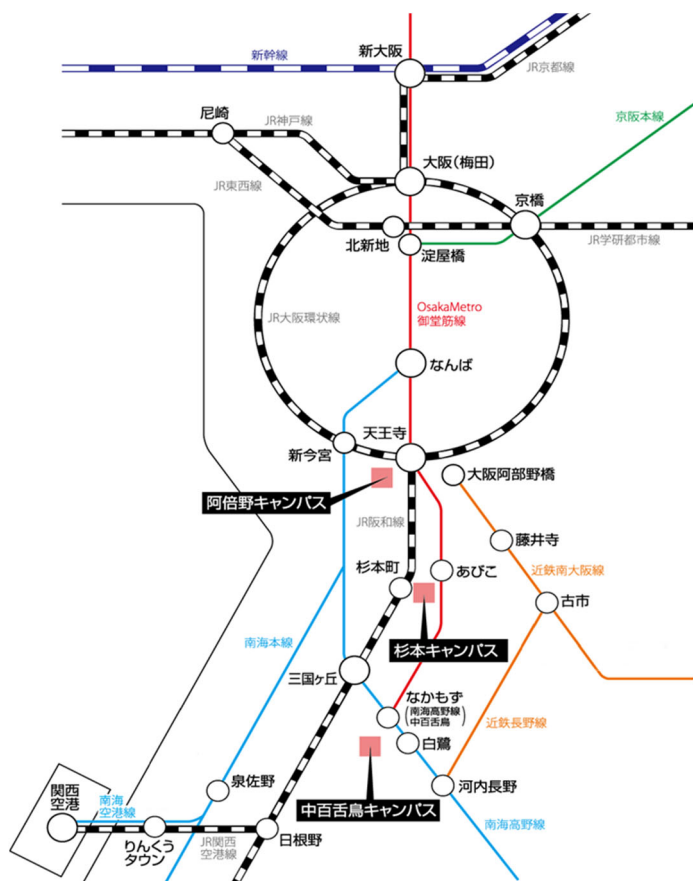 新大阪
新幹線
JR京都線
尼崎
JR神戸線
京阪本線
大阪(梅田)
JR東西線
京橋
北新地
淀屋橋
JR学研都市線
OsakaMetro
御堂筋線
JR大阪環状線
なんば
天王寺
新今宮
大阪阿部野橋
阿倍野キャンパス
JR阪和線
藤井寺
あびこ
近鉄南大阪線
杉本町
古市
南海本線
杉本キャンパス
三国ヶ丘
なかもず
(南海高野線
中百舌鳥)
近鉄長野線
白鷺
泉佐野
河内長野
関西
空港
南海
空港線
中百舌鳥キャンパス
南海高野線
りんくう
タウン
JR関西
空港線
日根野